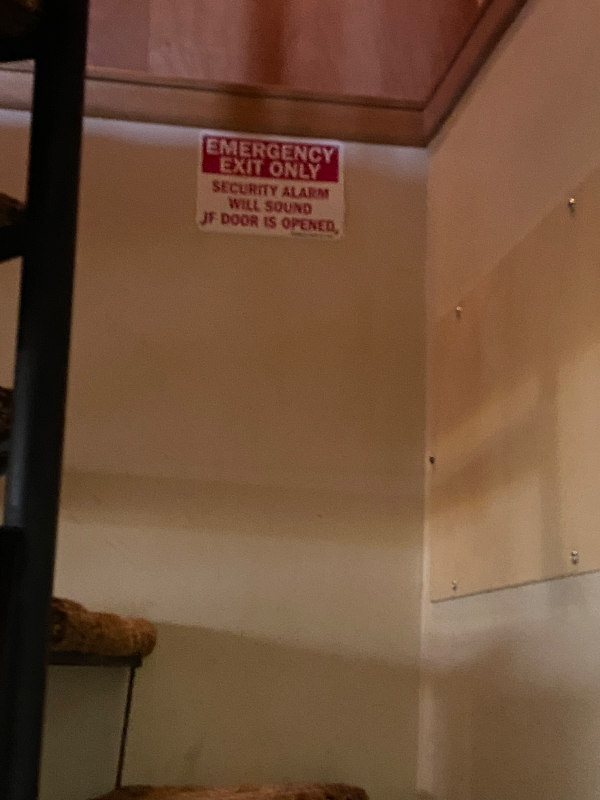 EMERGENCY
EXIT ONLY
SECURITY ALARM
WILL SOUND
IF DOOR IS OPENED